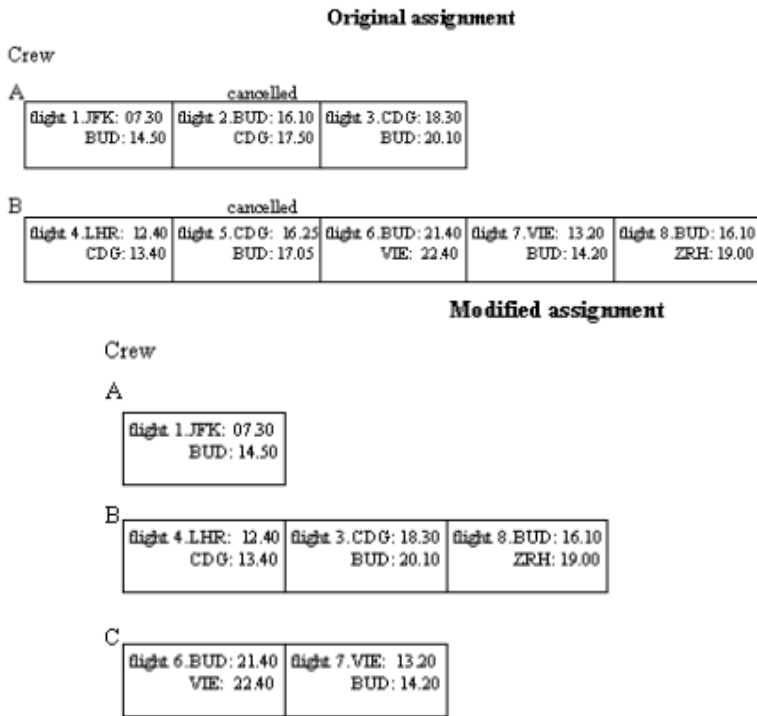 Original assignment
Crew
A
cancelled
flight 1.JFK: 07.30 flight 2.BUD: 16.10 flight 3.CDG: 18.30
BUD: 14.50 CDG: 17.50 BUD: 20.10
B
cancelled
flight 4.LHR: 12.40 flight 5.CDG: 16.25 flight 6.BUD: 21.40 flight 7.VIE: 13.20 flight 8.BUD: 16.10
CDG: 13.40 BUD: 17.05 VIE: 22.40 BUD: 14.20 ZRH: 19.00
Modified assignment
Crew
A
flight 1.JFK: 07.30
BUD: 14.50
B
flight 4.LHR: 12.40 flight 3.CDG: 18.30 flight 8.BUD: 16.10
CDG: 13.40 BUD: 20.10 ZRH: 19.00
C
flight 6.BUD: 21.40 flight 7.VIE: 13.20
VIE: 22.40 BUD: 14.20